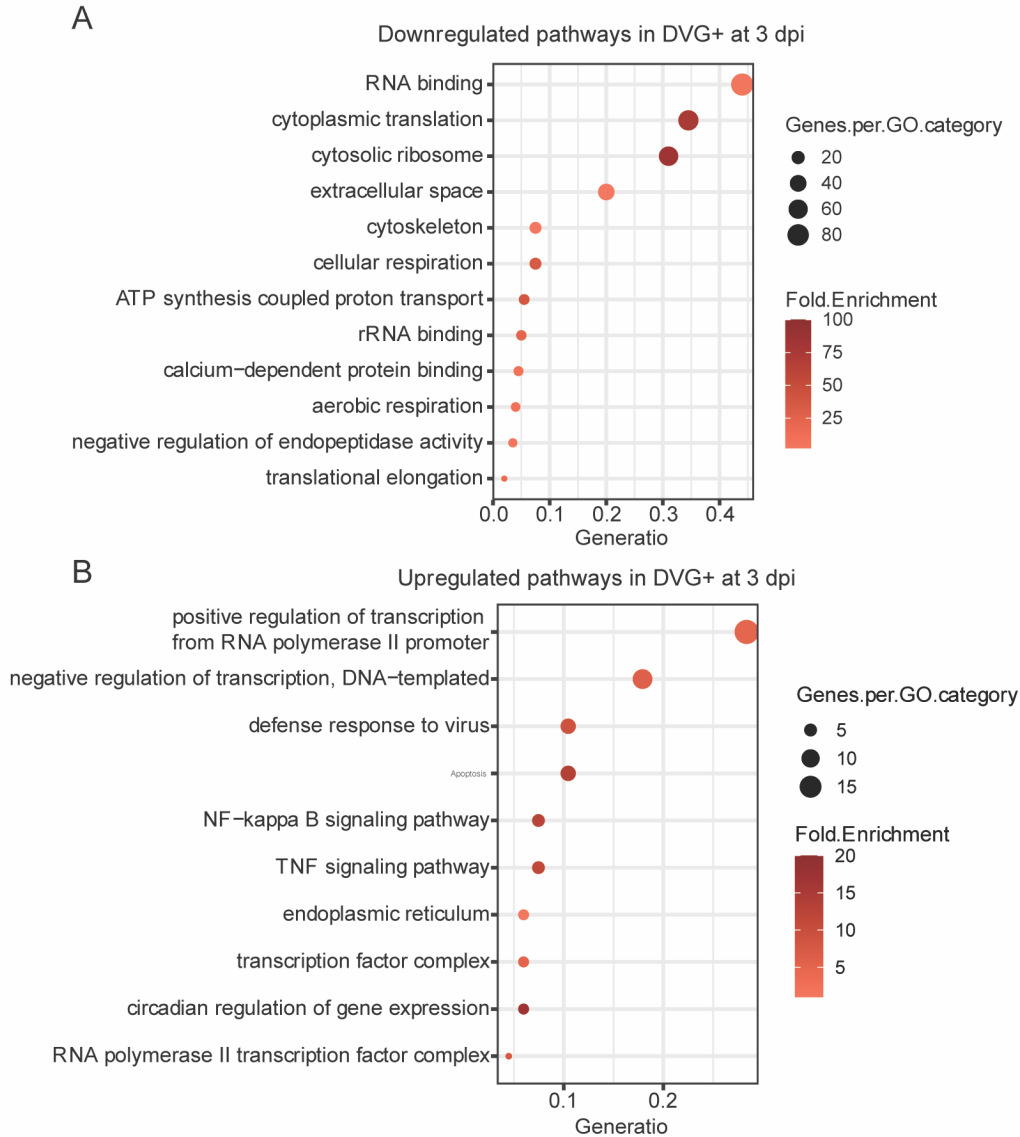 A
Downregulated pathways in DVG+ at 3 dpi
RNA binding
cytoplasmic translation
cytosolic ribosome
extracellular space
cytoskeleton
cellular respiration
ATP synthesis coupled proton transport
rRNA binding
calcium−dependent protein binding
aerobic respiration
negative regulation of endopeptidase activity
translational elongation
0.0 0.1 0.2 0.3 0.4
Generatio
Genes.per.GO.category
20
40
60
80
Fold.Enrichment
100
75
50
25
B
Upregulated pathways in DVG+ at 3 dpi
positive regulation of transcription
from RNA polymerase II promoter
negative regulation of transcription, DNA−templated
defense response to virus
Apoptosis
NF−kappa B signaling pathway
TNF signaling pathway
endoplasmic reticulum
transcription factor complex
circadian regulation of gene expression
RNA polymerase II transcription factor complex
0.1 0.2
Generatio
Genes.per.GO.category
5
10
15
Fold.Enrichment
20
15
10
5